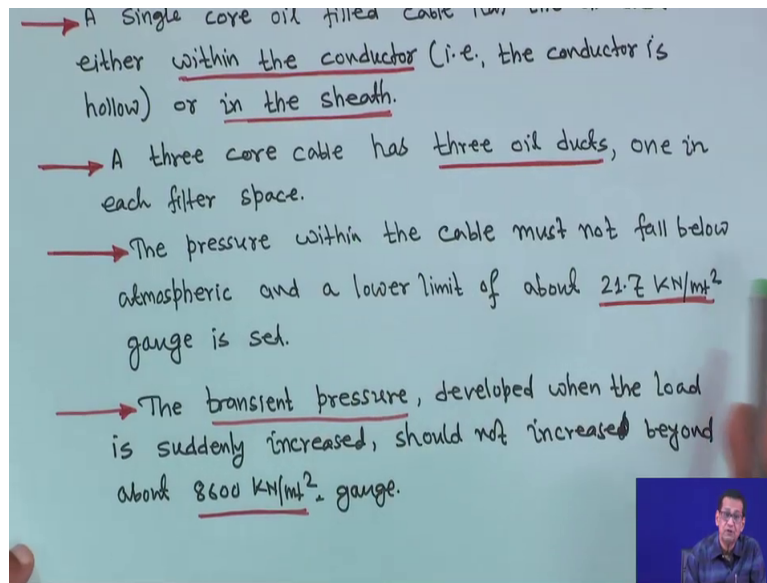 A single core oil filled cable has the
either within the conductor (i.e., the conductor is
hollow) or in the sheath.
A three core cable has three oil ducts, one in
each filter space.
The pressure within the cable must not fall below
atmospheric and a lower limit of about 21.7 KN/mt²
gauge is set.
The transient pressure, developed when the load
is suddenly increased, should not increased beyond
about 8600 KN/mt². gauge.